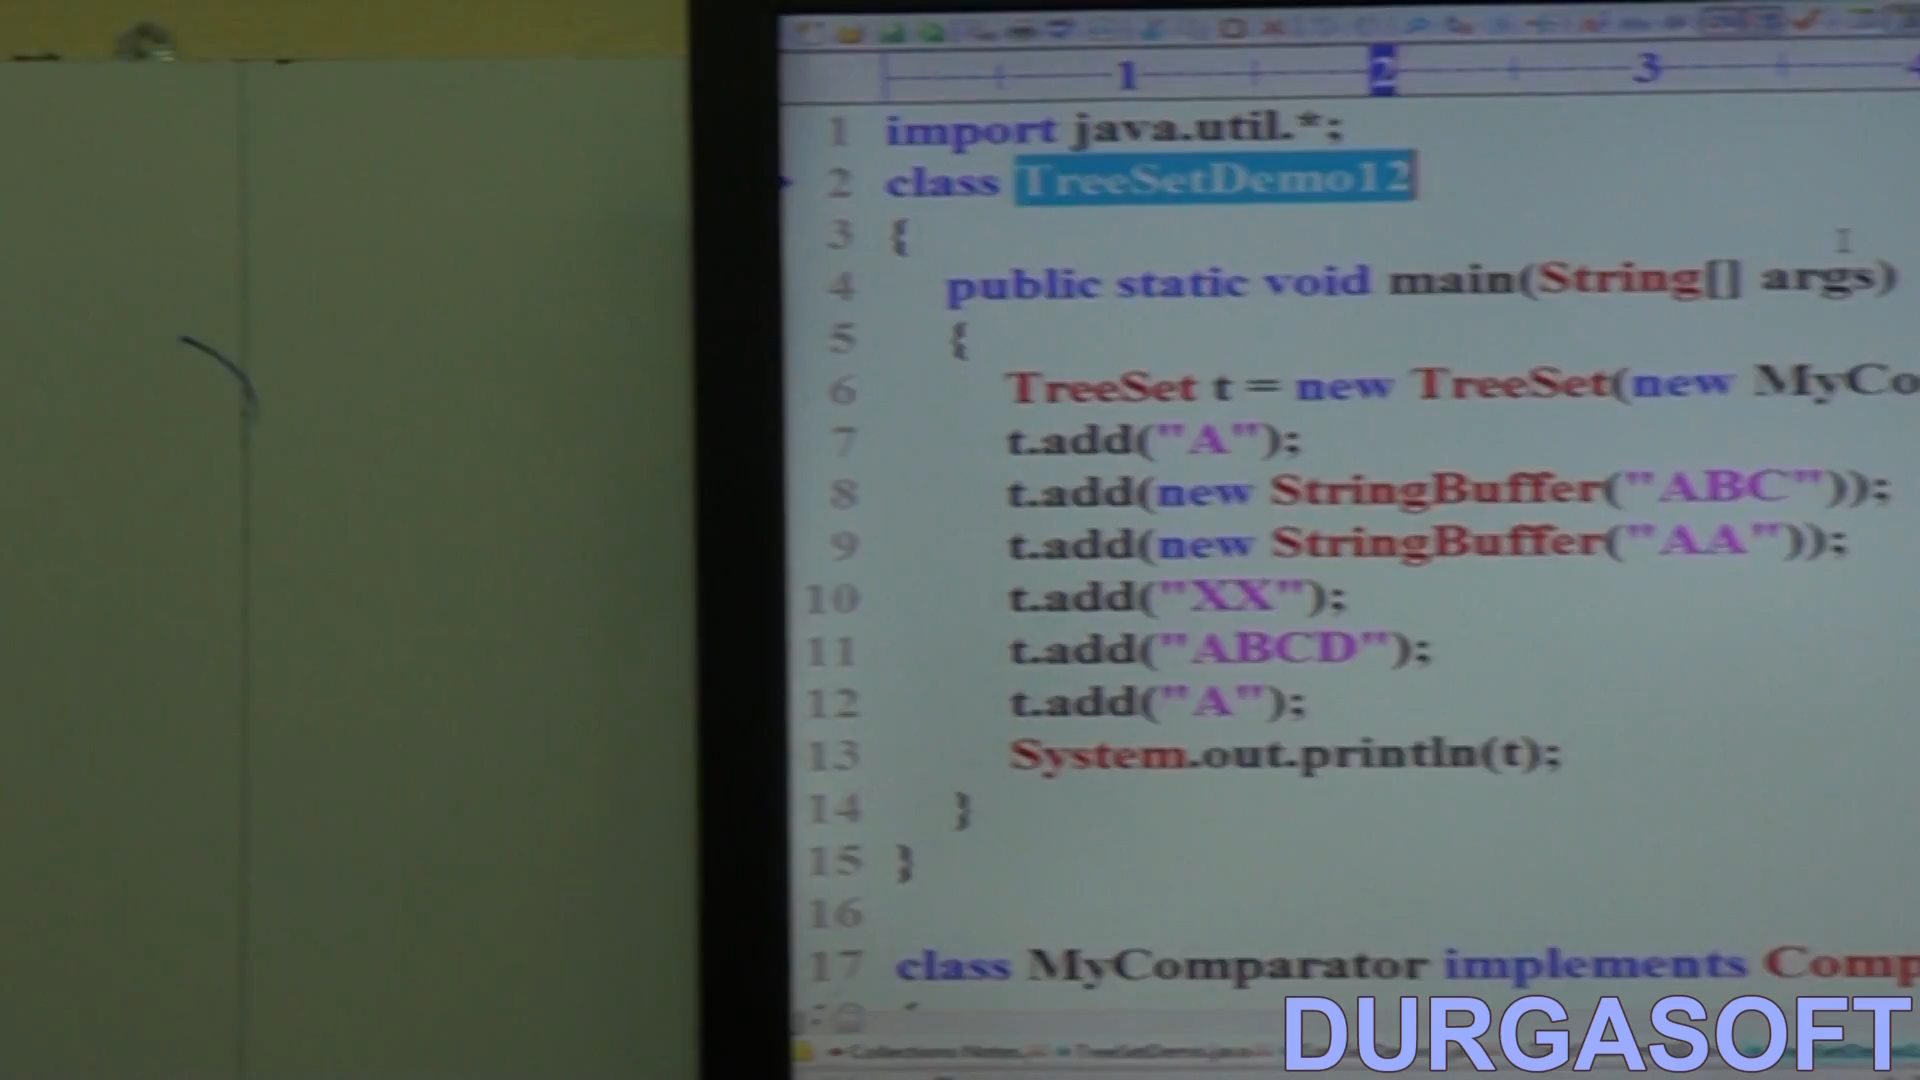 1 2 3
1 import java.util.*;
2 class TreeSetDemo12
3 {
4 public static void main(String[] args)
5 {
6 TreeSet t = new TreeSet(new MyCo
7 t.add("A");
8 t.add(new StringBuffer("ABC"));
9 t.add(new StringBuffer("AA"));
10 t.add("XX");
11 t.add("ABCD");
12 t.add("A");
13 System.out.println(t);
14 }
15 }
16
17 class MyComparator implements Comp
DURGASOFT